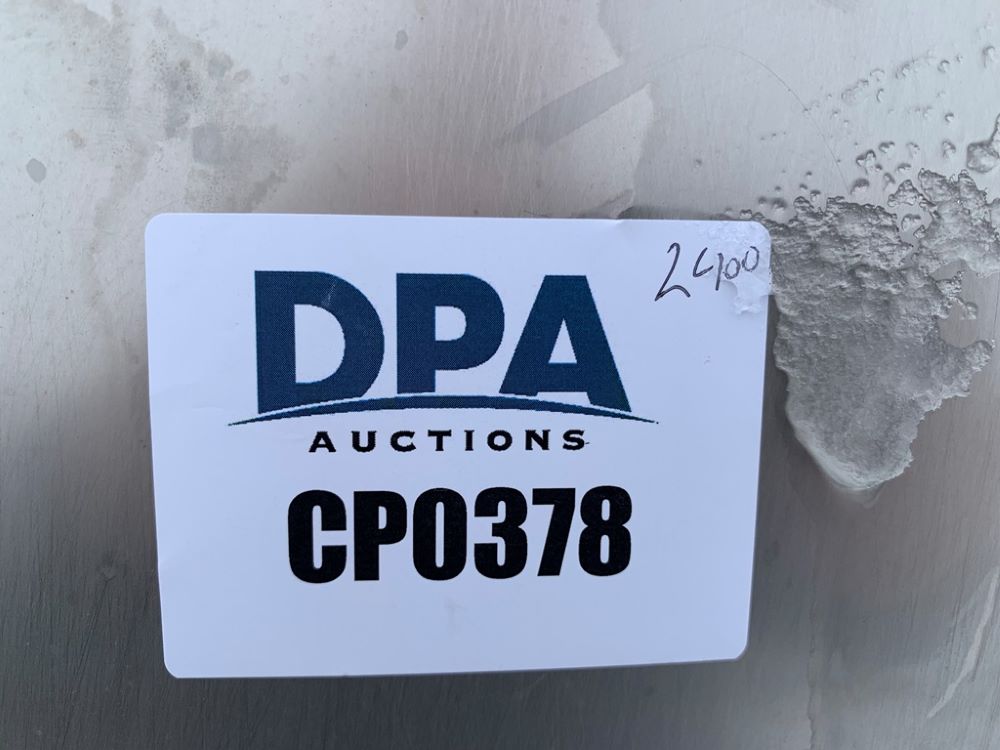 2400
DPA
AUCTIONS
CP0378